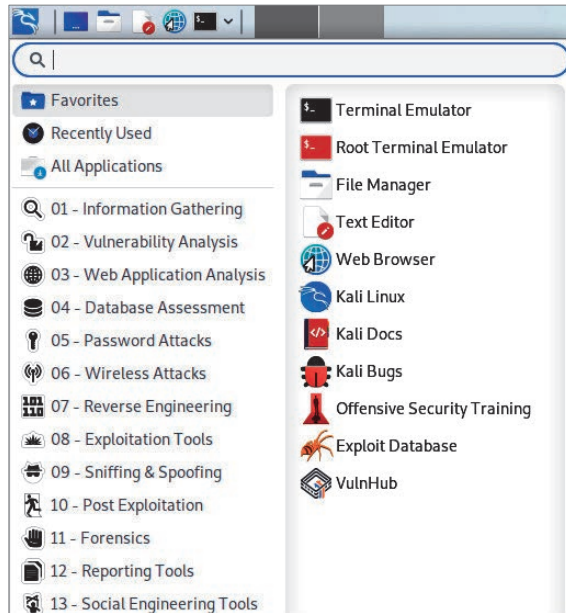 Favorites
Recently Used
All Applications
01 - Information Gathering
02 - Vulnerability Analysis
03 - Web Application Analysis
04 - Database Assessment
05 - Password Attacks
06 - Wireless Attacks
07 - Reverse Engineering
08 - Exploitation Tools
09 - Sniffing & Spoofing
10 - Post Exploitation
11 - Forensics
12 - Reporting Tools
13 - Social Engineering Tools
Terminal Emulator
Root Terminal Emulator
File Manager
Text Editor
Web Browser
Kali Linux
Kali Docs
Kali Bugs
Offensive Security Training
Exploit Database
VulnHub